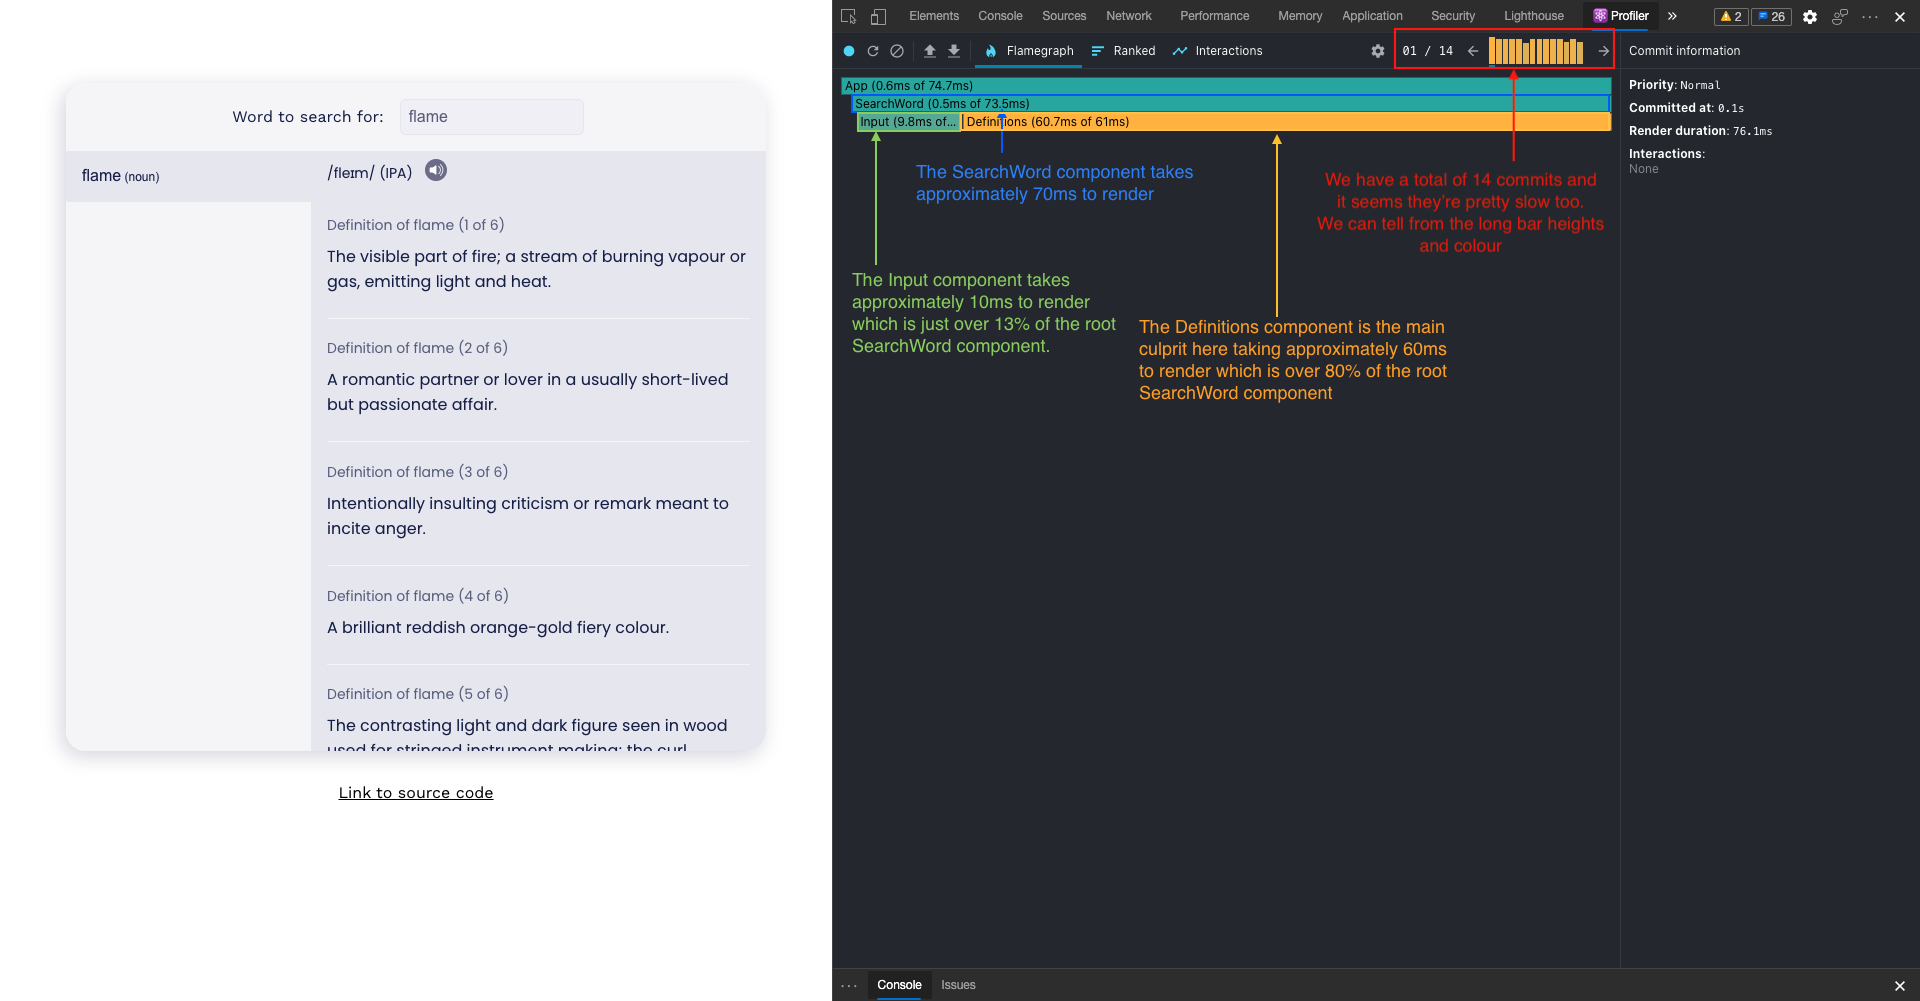 Word to search for: flame
flame (noun)
/fleɪm/ (IPA)
Definition of flame (1 of 6)
The visible part of fire; a stream of burning vapour or
gas, emitting light and heat.
Definition of flame (2 of 6)
A romantic partner or lover in a usually short-lived
but passionate affair.
Definition of flame (3 of 6)
Intentionally insulting criticism or remark meant to
incite anger.
Definition of flame (4 of 6)
A brilliant reddish orange-gold fiery colour.
Definition of flame (5 of 6)
The contrasting light and dark figure seen in wood
used for stringed instrument making; the curl.
Link to source code
Elements Console Sources Network Performance Memory Application Security Lighthouse Profiler 2 26
Flamegraph Ranked Interactions 01 / 14
App (0.6ms of 74.7ms)
SearchWord (0.5ms of 73.5ms)
Input (9.8ms of... Definitions (60.7ms of 61ms)
The SearchWord component takes
approximately 70ms to render
We have a total of 14 commits and
it seems they're pretty slow too.
We can tell from the long bar heights
and colour
The Input component takes
approximately 10ms to render
which is just over 13% of the root
SearchWord component.
The Definitions component is the main
culprit here taking approximately 60ms
to render which is over 80% of the root
SearchWord component
Commit information
Priority: Normal
Committed at: 0.1s
Render duration: 76.1ms
Interactions:
None
Console Issues